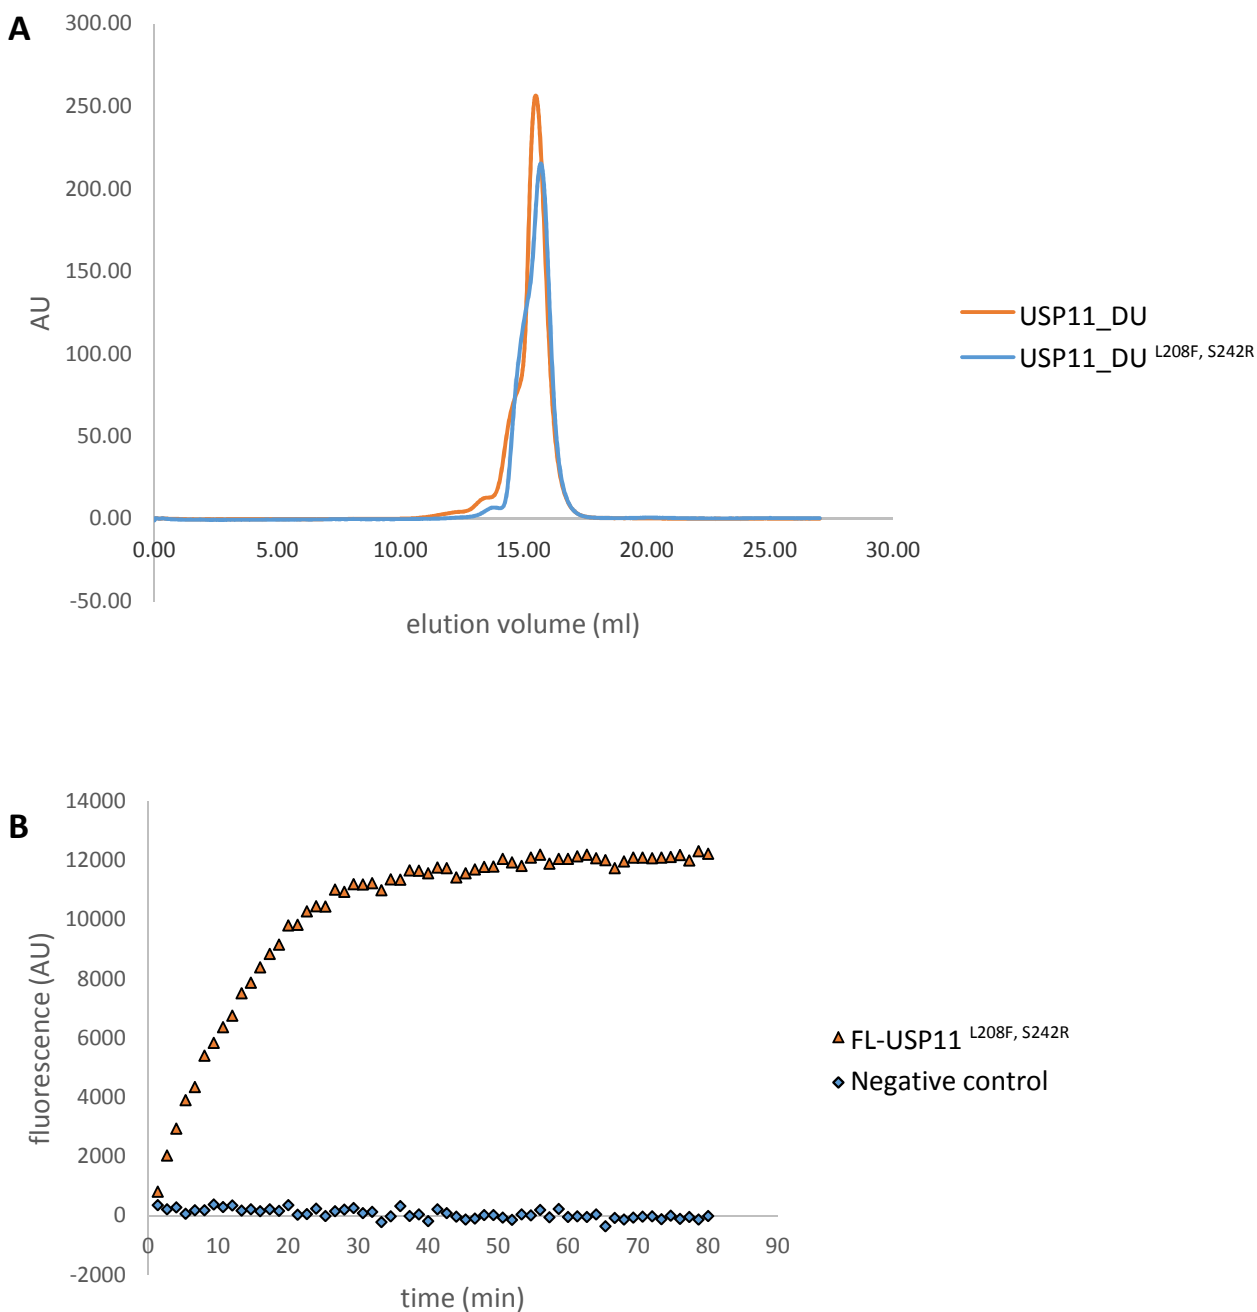 A
300.00
250.00
200.00
150.00
100.00
50.00
0.00
-50.00
AU
0.00 5.00 10.00 15.00 20.00 25.00 30.00
elution volume (ml)
USP11_DU
USP11_DU L208F, S242R
B
14000
12000
10000
8000
6000
4000
2000
0
-2000
fluorescence (AU)
0 10 20 30 40 50 60 70 80 90
time (min)
FL-USP11 L208F, S242R
Negative control